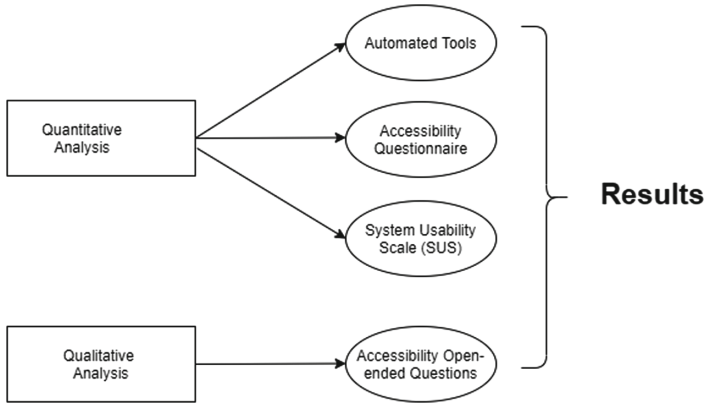 Automated Tools
Quantitative
Analysis
Accessibility
Questionnaire
Results
System Usability
Scale (SUS)
Qualitative
Analysis
Accessibility Open-
ended Questions